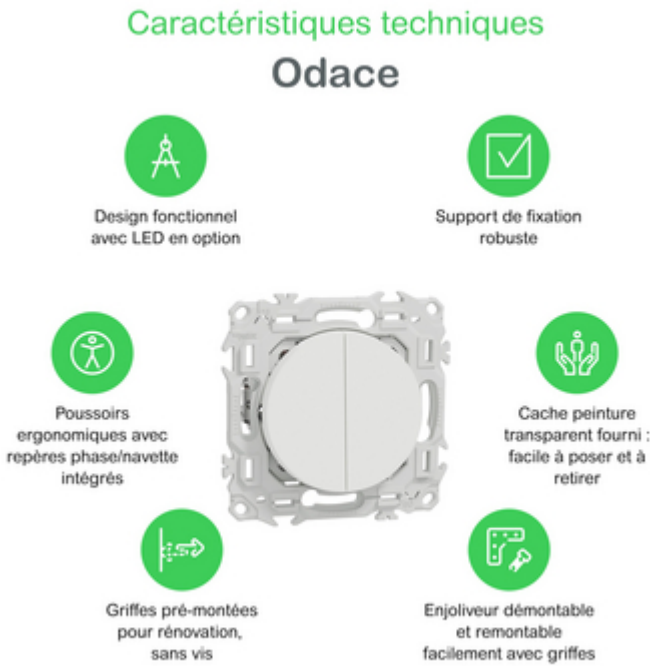 Caractéristiques techniques
Odace
Design fonctionnel
avec LED en option
Support de fixation
robuste
Poussoirs
ergonomiques avec
repères phase/navette
intégrés
Cache peinture
transparent fourni :
facile à poser et à
retirer
Griffes pré-montées
pour rénovation,
sans vis
Enjoliveur démontable
et remontable
facilement avec griffes